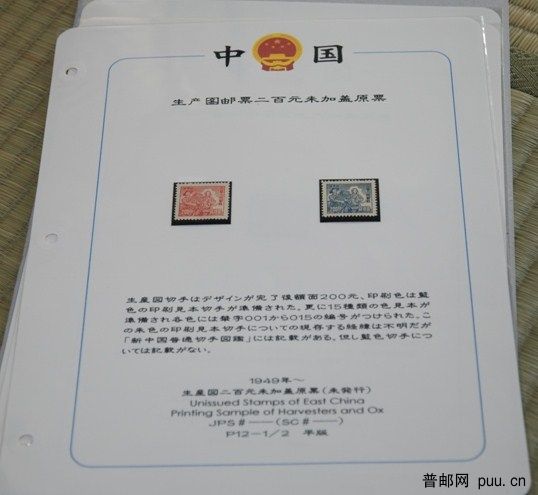 中 国
生产图邮票二百元未加盖原票
生産図切手はデザインが完了後額面200元、印刷色は藍
色の印刷見本切手が準備された。更に15種類の色見本が
準備され各色には華字001から015の編号がつけられた。こ
の朱色の印刷見本切手についての現存する経緯は不明だが
「新中国普通切手図鑑」には記載がある。但し藍色切手につ
いては記載がない。
1949年～
生産図二百元未加蓋原票(未発行)
Unissued Stamps of East China
Printing Sample of Harvesters and Ox
JPS#——(SC#——)
P12－1/2 平版
普邮网 puu.cn